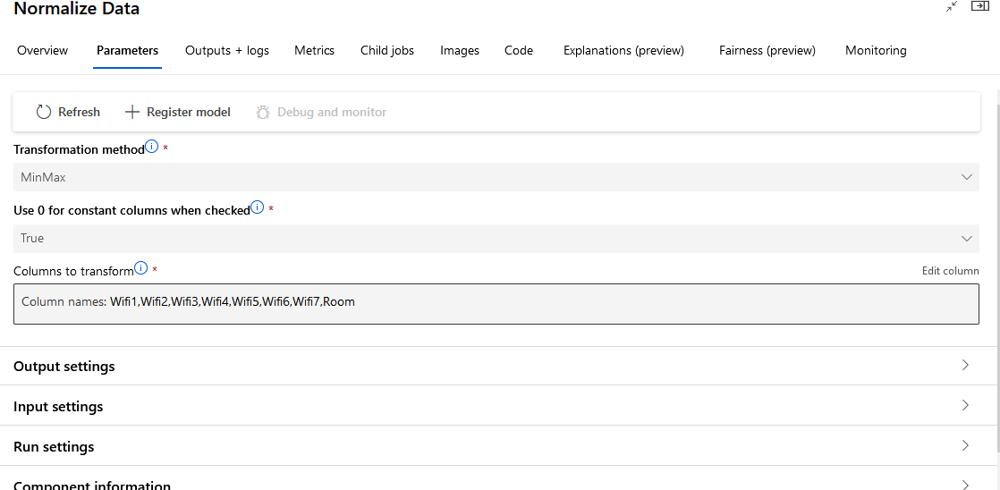 Normalize Data
Overview Parameters Outputs + logs Metrics Child jobs Images Code Explanations (preview) Fairness (preview) Monitoring
Refresh Register model Debug and monitor
Transformation method *
MinMax
Use 0 for constant columns when checked *
True
Columns to transform * Edit column
Column names: Wifi1,Wifi2,Wifi3,Wifi4,Wifi5,Wifi6,Wifi7,Room
Output settings
Input settings
Run settings
Component information